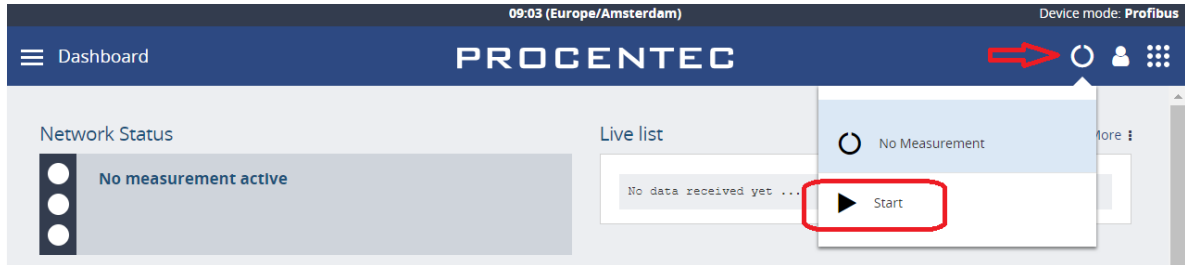 09:03 (Europe/Amsterdam)
Device mode: Profibus
Dashboard
PROCENTEC
Network Status
No measurement active
Live list
More
No data received yet ...
No Measurement
Start